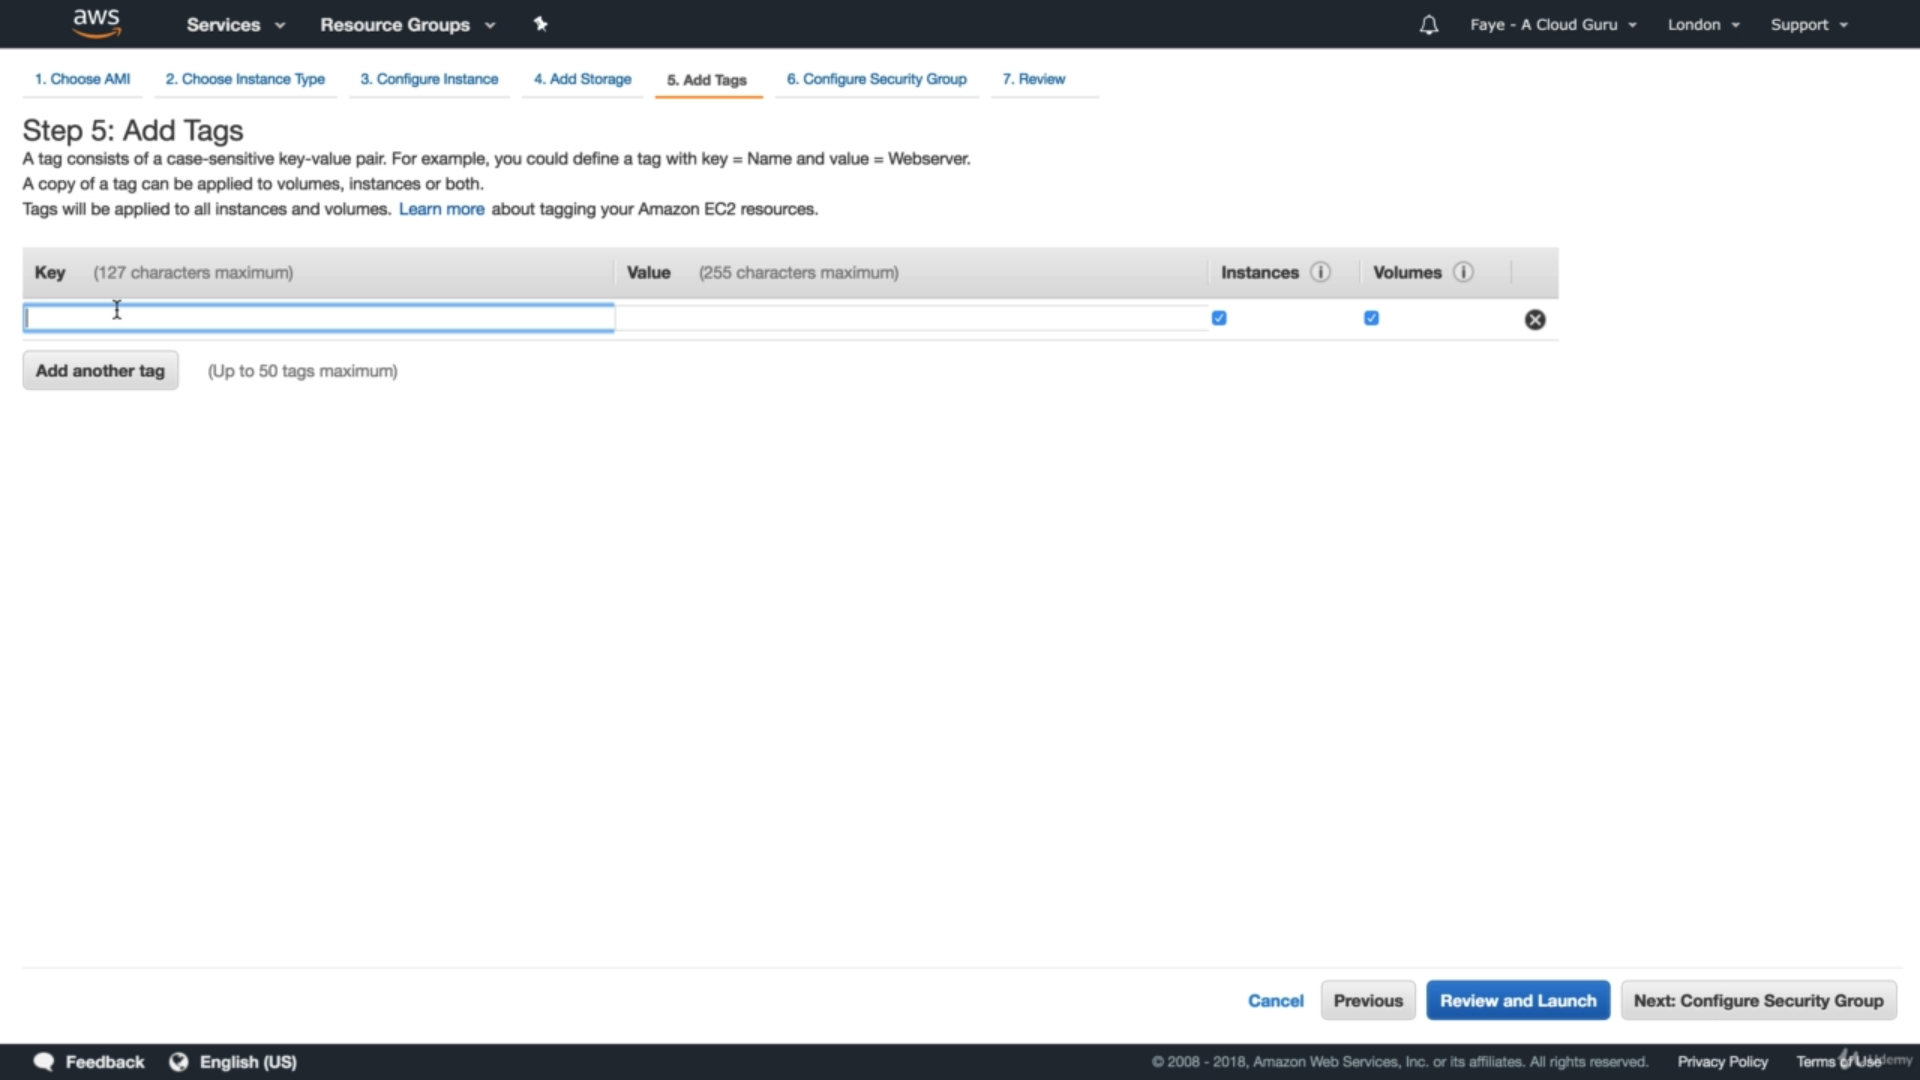 aws Services Resource Groups Faye - A Cloud Guru London Support
1. Choose AMI 2. Choose Instance Type 3. Configure Instance 4. Add Storage 5. Add Tags 6. Configure Security Group 7. Review
Step 5: Add Tags
A tag consists of a case-sensitive key-value pair. For example, you could define a tag with key = Name and value = Webserver.
A copy of a tag can be applied to volumes, instances or both.
Tags will be applied to all instances and volumes. Learn more about tagging your Amazon EC2 resources.
Key (127 characters maximum) Value (255 characters maximum) Instances i Volumes i
Add another tag (Up to 50 tags maximum)
Cancel Previous Review and Launch Next: Configure Security Group
Feedback English (US) © 2008 - 2018, Amazon Web Services, Inc. or its affiliates. All rights reserved. Privacy Policy Terms of Use